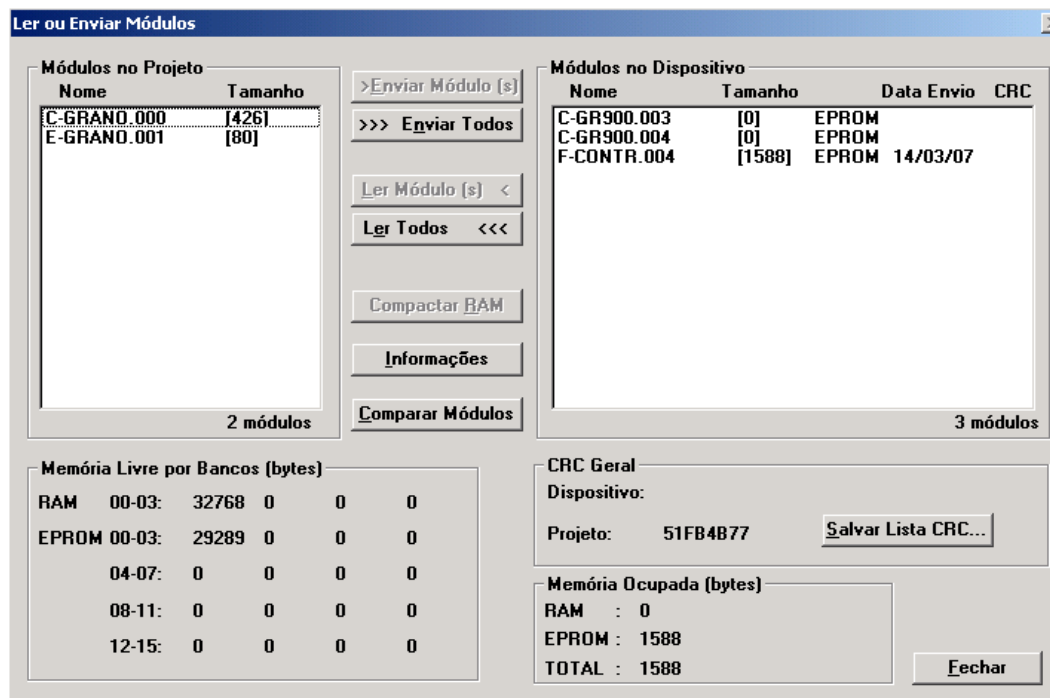 Ler ou Enviar Módulos
Módulos no Projeto
Nome Tamanho
C-GRANO.000 [426]
E-GRANO.001 [80]
2 módulos
>Enviar Módulo (s)
>>> Enviar Todos
Ler Módulo (s) <
Ler Todos <<<
Compactar RAM
Informações
Comparar Módulos
Módulos no Dispositivo
Nome Tamanho Data Envio CRC
C-GR900.003 [0] EPROM
C-GR900.004 [0] EPROM
F-CONTR.004 [1588] EPROM 14/03/07
3 módulos
Memória Livre por Bancos (bytes)
RAM 00-03: 32768 0 0 0
EPROM 00-03: 29289 0 0 0
04-07: 0 0 0 0
08-11: 0 0 0 0
12-15: 0 0 0 0
CRC Geral
Dispositivo:
Projeto: 51FB4B77
Salvar Lista CRC...
Memória Ocupada (bytes)
RAM : 0
EPROM : 1588
TOTAL : 1588
Fechar